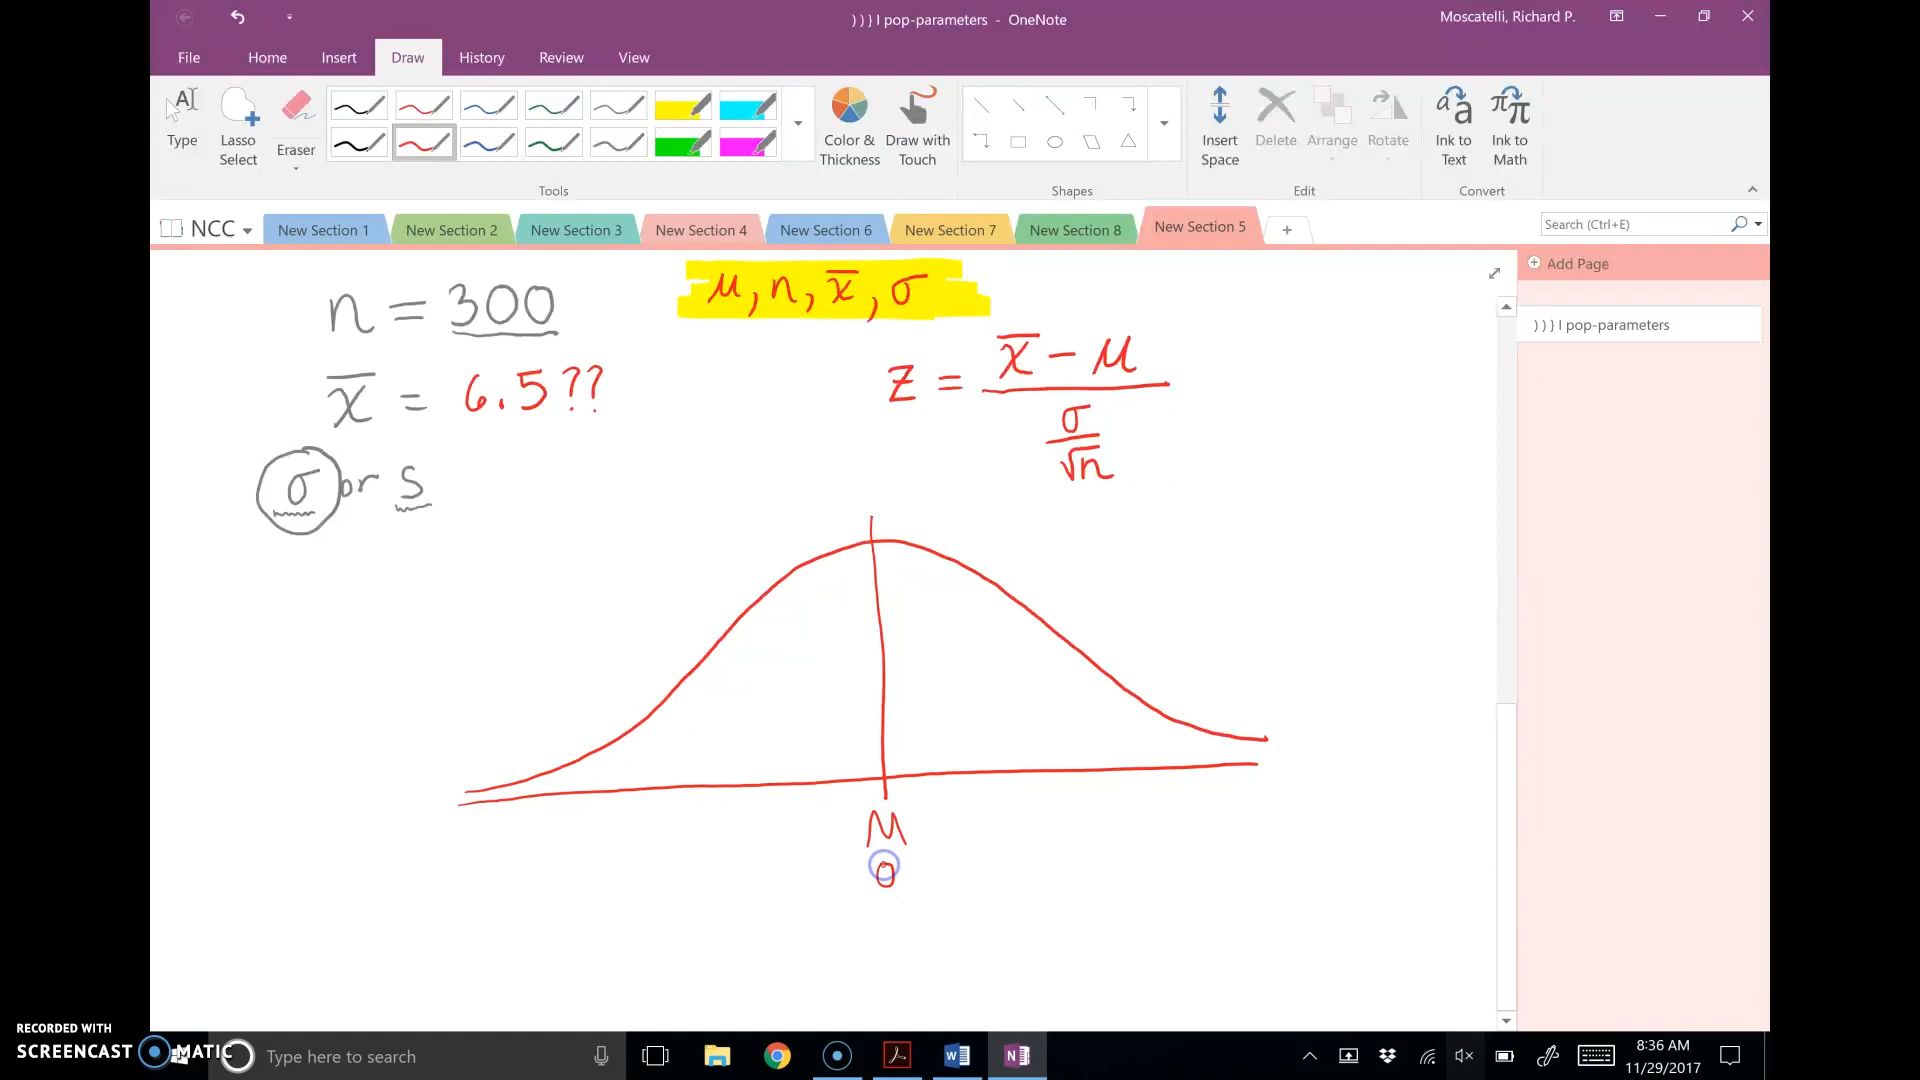 ) ) } I pop-parameters - OneNote
Moscatelli, Richard P.
File Home Insert Draw History Review View
Type
Lasso Select
Eraser
Color & Thickness
Draw with Touch
Insert Space
Delete
Arrange
Rotate
Ink to Text
Ink to Math
Tools
Shapes
Edit
Convert
NCC
New Section 1
New Section 2
New Section 3
New Section 4
New Section 6
New Section 7
New Section 8
New Section 5
+
Search (Ctrl+E)
Add Page
) ) } I pop-parameters
n = 300
μ, n, x̅, σ
x̅ = 6.5??
z = (x̅ - μ) / (σ/√n)
σ or s
μ
0
RECORDED WITH
SCREENCAST MATIC
Type here to search
8:36 AM
11/29/2017